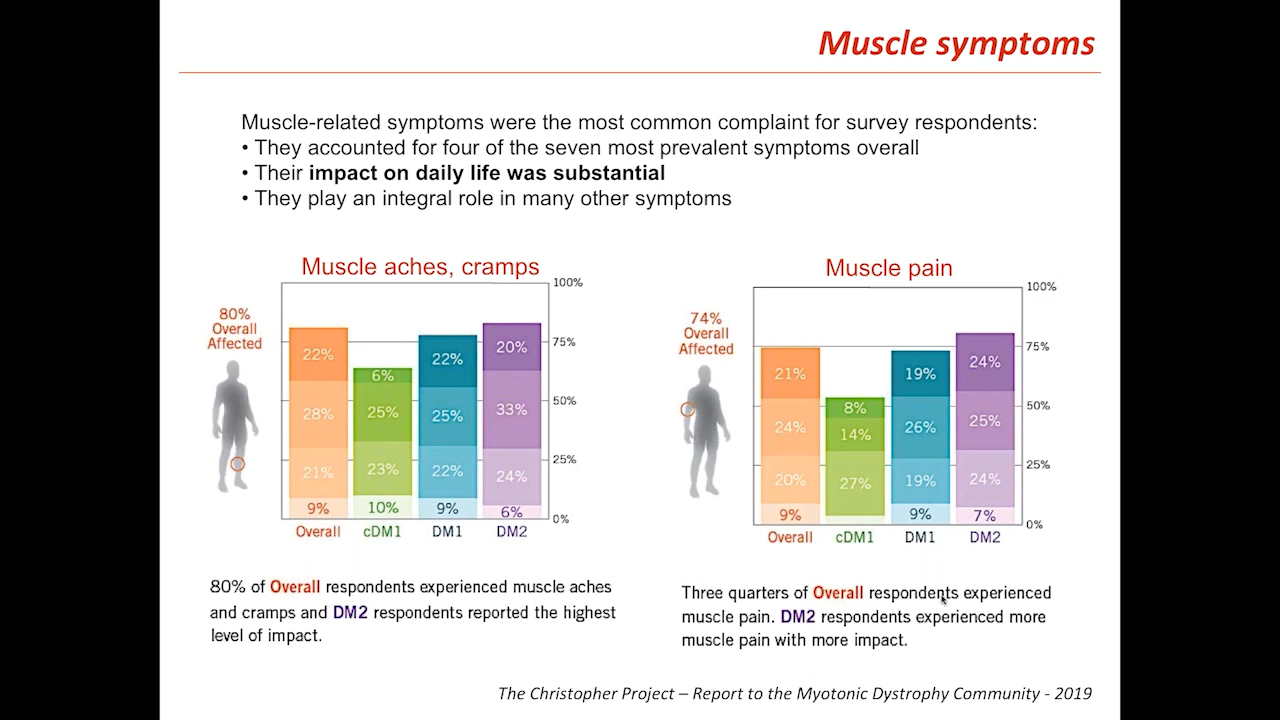 Muscle symptoms
Muscle-related symptoms were the most common complaint for survey respondents:
• They accounted for four of the seven most prevalent symptoms overall
• Their impact on daily life was substantial
• They play an integral role in many other symptoms
Muscle aches, cramps
80%
Overall
Affected
100%
75%
50%
25%
0%
22%
28%
21%
9%
6%
25%
23%
10%
22%
25%
22%
9%
20%
33%
24%
6%
Overall
cDM1
DM1
DM2
80% of Overall respondents experienced muscle aches
and cramps and DM2 respondents reported the highest
level of impact.
Muscle pain
74%
Overall
Affected
100%
75%
50%
25%
0%
21%
24%
20%
9%
8%
14%
27%
19%
26%
19%
9%
24%
25%
24%
7%
Overall
cDM1
DM1
DM2
Three quarters of Overall respondents experienced
muscle pain. DM2 respondents experienced more
muscle pain with more impact.
The Christopher Project – Report to the Myotonic Dystrophy Community - 2019